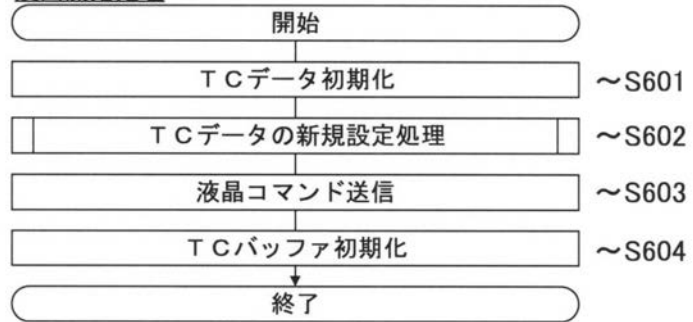 開始
ＴＣデータ初期化 ～S601
ＴＣデータの新規設定処理 ～S602
液晶コマンド送信 ～S603
ＴＣバッファ初期化 ～S604
終了